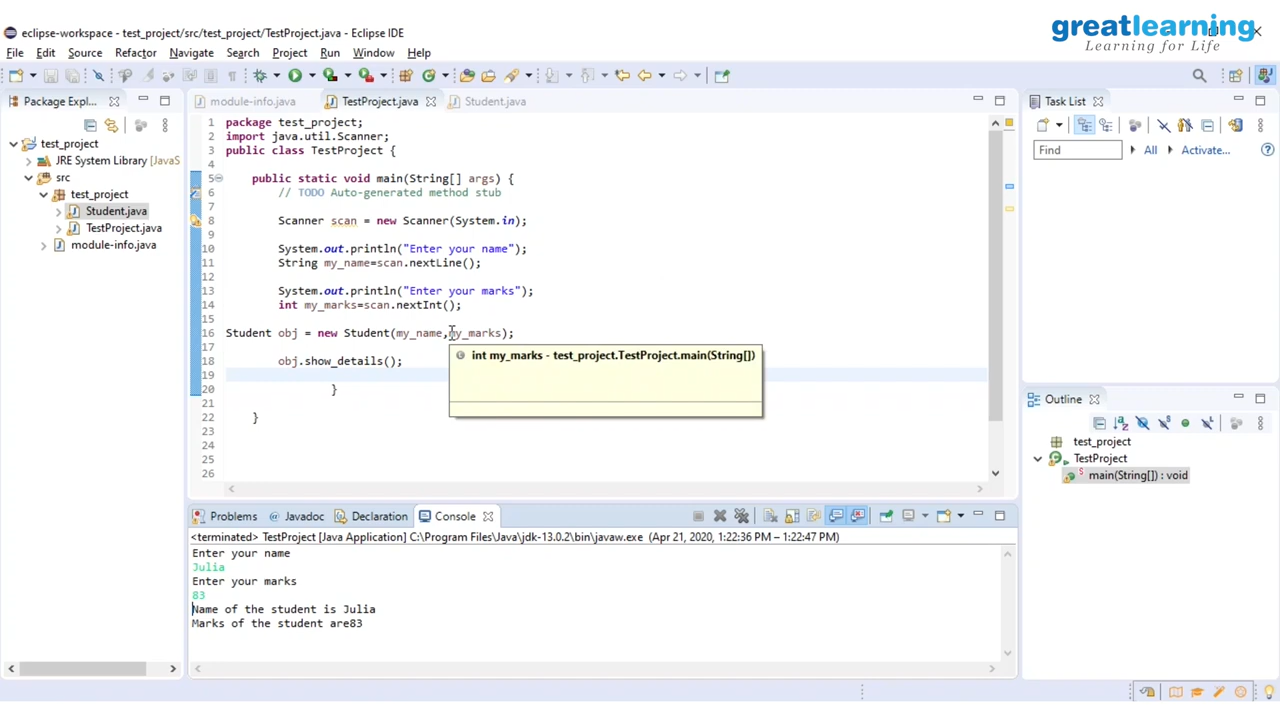 eclipse-workspace - test_project/src/test_project/TestProject.java - Eclipse IDE
greatlearning
Learning for Life
File Edit Source Refactor Navigate Search Project Run Window Help
Package Expl...
module-info.java
TestProject.java
Student.java
Task List
test_project
JRE System Library [JavaS
src
test_project
Student.java
TestProject.java
module-info.java
1 package test_project;
2 import java.util.Scanner;
3 public class TestProject {
4
5 public static void main(String[] args) {
6 // TODO Auto-generated method stub
7
8 Scanner scan = new Scanner(System.in);
9
10 System.out.println("Enter your name");
11 String my_name=scan.nextLine();
12
13 System.out.println("Enter your marks");
14 int my_marks=scan.nextInt();
15
16 Student obj = new Student(my_name,my_marks);
17
18 obj.show_details();
19
20 }
21
22 }
23
24
25
26
int my_marks - test_project.TestProject.main(String[])
Find
All
Activate...
Outline
test_project
TestProject
main(String[]) : void
Problems
@ Javadoc
Declaration
Console
<terminated> TestProject [Java Application] C:\Program Files\Java\jdk-13.0.2\bin\javaw.exe (Apr 21, 2020, 1:22:36 PM – 1:22:47 PM)
Enter your name
Julia
Enter your marks
83
Name of the student is Julia
Marks of the student are83